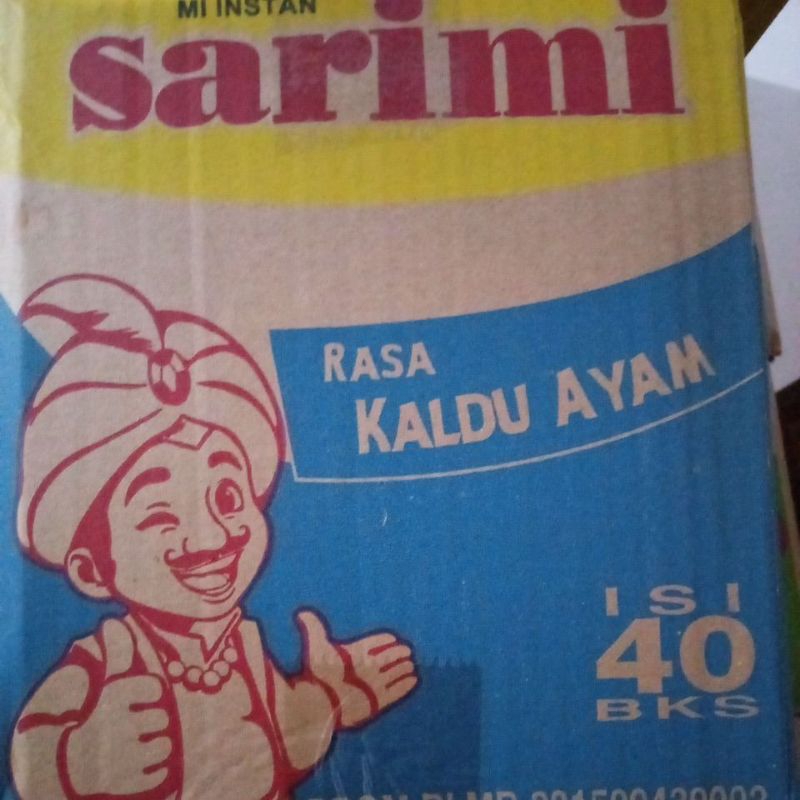 MI INSTAN
sarimi
RASA
KALDU AYAM
ISI
40
BKS